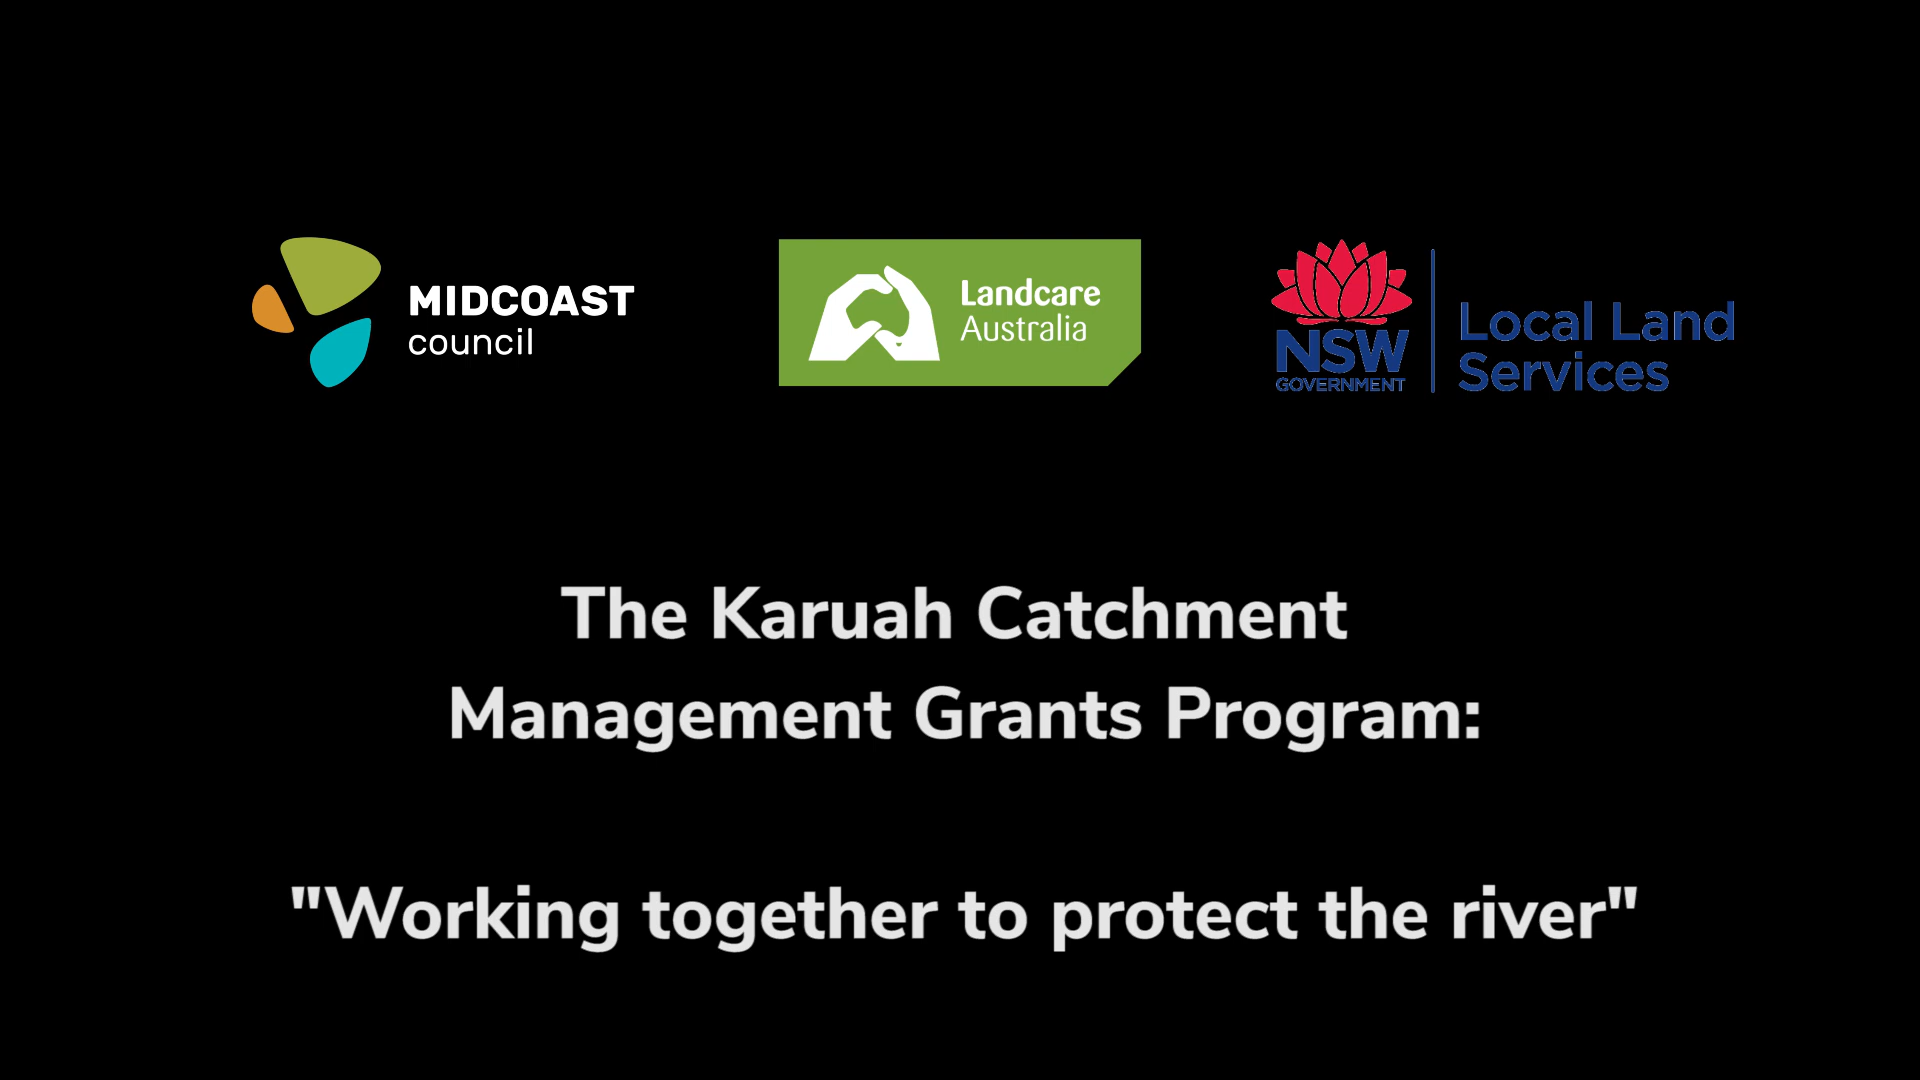 MIDCOAST
council
Landcare
Australia
NSW
GOVERNMENT
Local Land
Services
The Karuah Catchment
Management Grants Program:
"Working together to protect the river"